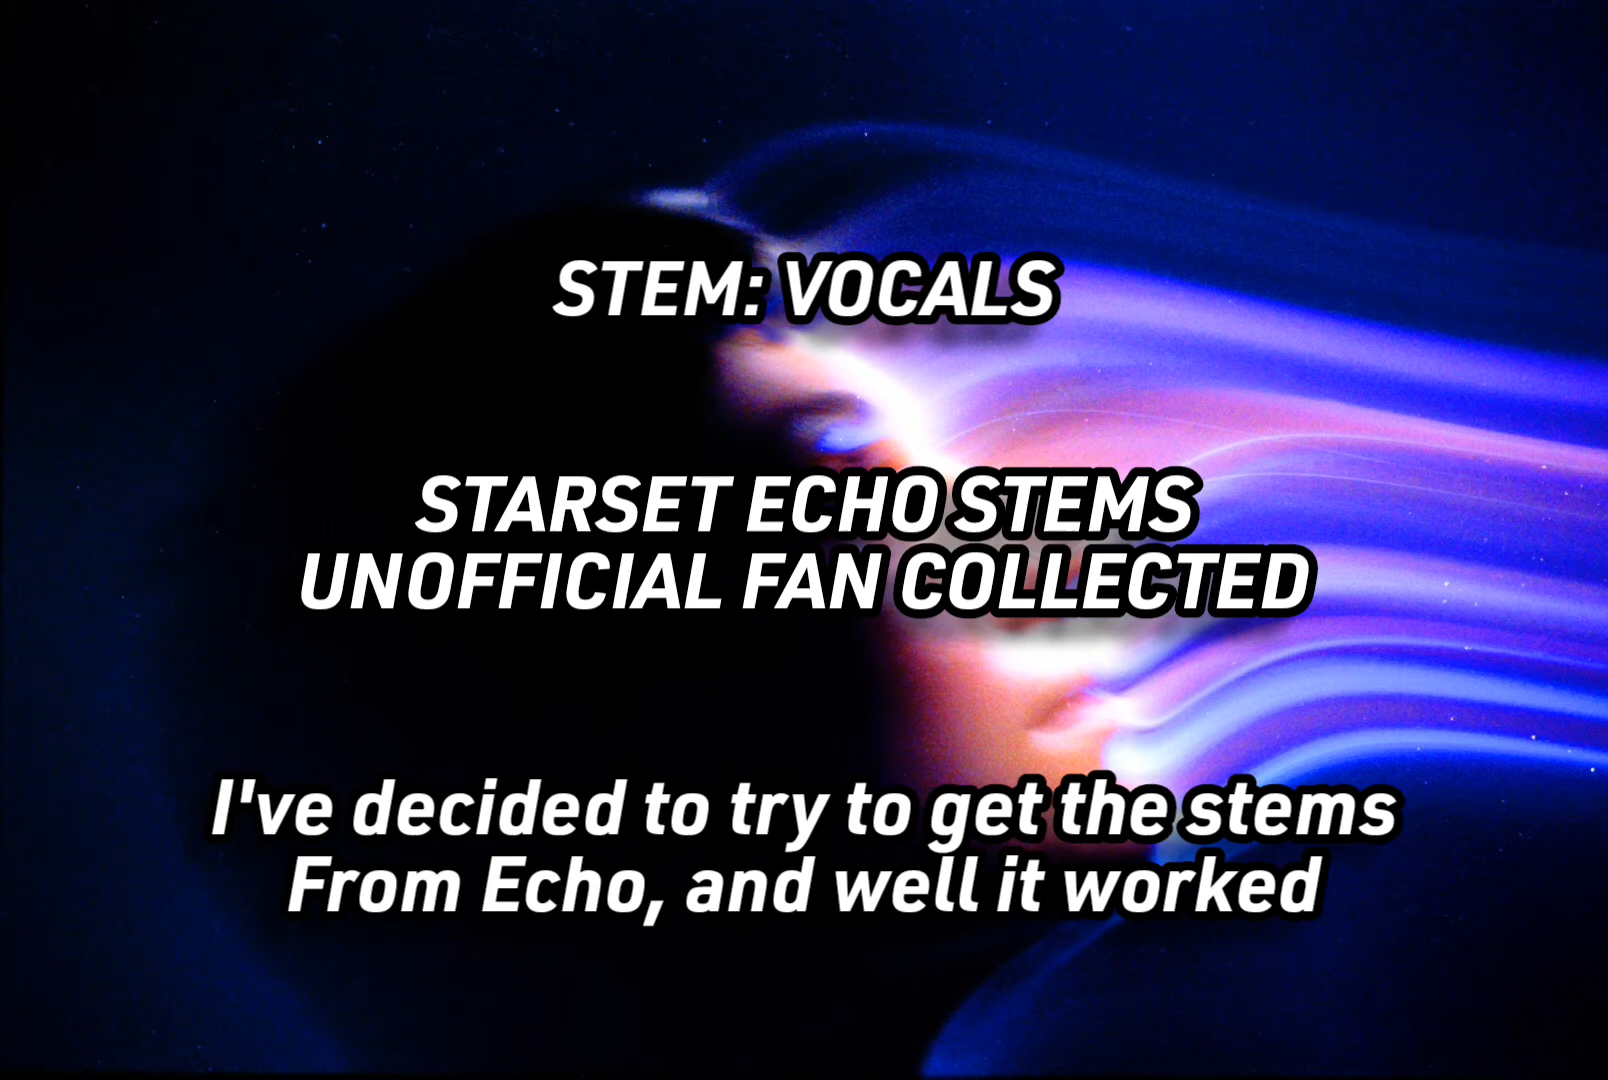 STEM: VOCALS
STARSET ECHO STEMS
UNOFFICIAL FAN COLLECTED
I've decided to try to get the stems
From Echo, and well it worked